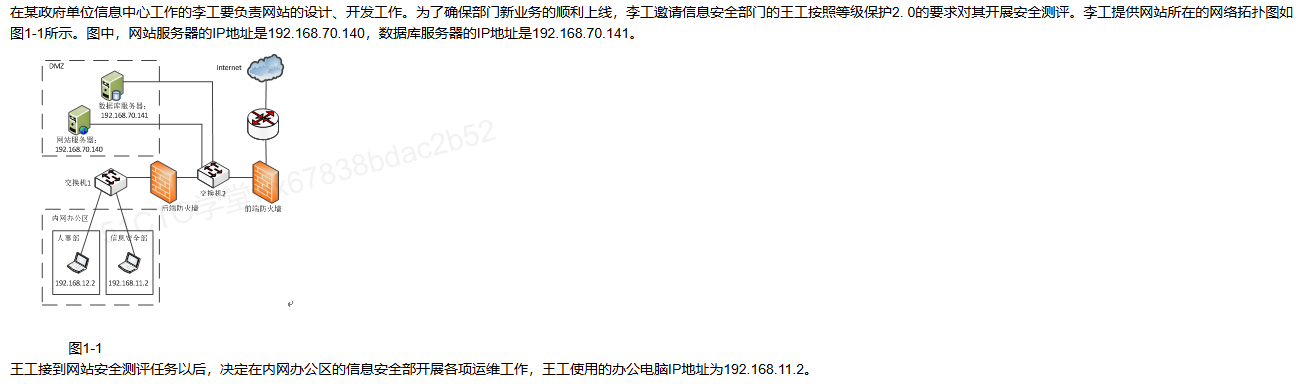 在某政府单位信息中心工作的李工要负责网站的设计、开发工作。为了确保部门新业务的顺利上线，李工邀请信息安全部门的王工按照等级保护2. 0的要求对其开展安全测评。李工提供网站所在的网络拓扑图如
图1-1所示。图中，网站服务器的IP地址是192.168.70.140，数据库服务器的IP地址是192.168.70.141。
DMZ
Internet
数据库服务器：
192.168.70.141
网站服务器：
192.168.70.140
交换机1
后端防火墙
交换机2
前端防火墙
内网办公区
人事部
信息安全部
192.168.12.2
192.168.11.2
图1-1
王工接到网站安全测评任务以后，决定在内网办公区的信息安全部开展各项运维工作，王工使用的办公电脑IP地址为192.168.11.2。